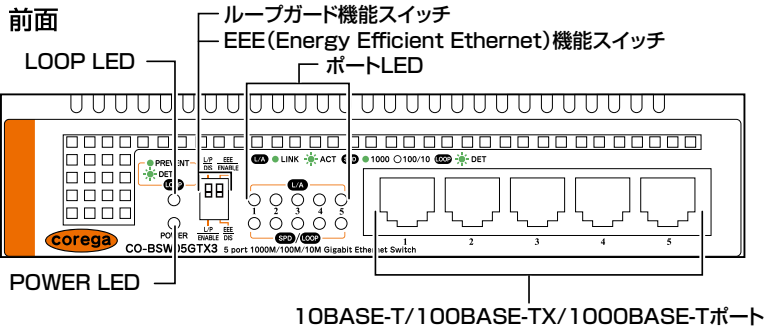 前面
ループガード機能スイッチ
EEE(Energy Efficient Ethernet)機能スイッチ
LOOP LED
ポートLED
PREVENT
DET
LOOP
L/P DIS
EEE ENABLE
L/A LINK ACT SPD 1000 100/10 LOOP DET
L/A
1 2 3 4 5
SPD/LOOP
POWER
L/P ENABLE
EEE DIS
corega
CO-BSW05GTX3 5 port 1000M/100M/10M Gigabit Ethernet Switch
1 2 3 4 5
POWER LED
10BASE-T/100BASE-TX/1000BASE-Tポート